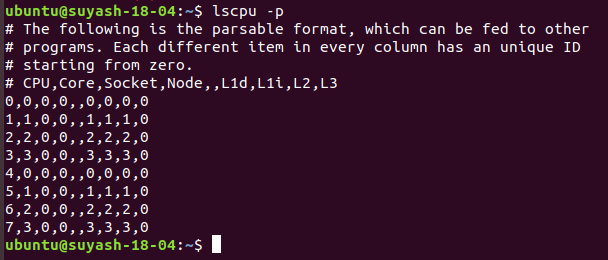 ubuntu@suyash-18-04:~$ lscpu -p
# The following is the parsable format, which can be fed to other
# programs. Each different item in every column has an unique ID
# starting from zero.
# CPU,Core,Socket,Node,,L1d,L1i,L2,L3
0,0,0,0,,0,0,0,0
1,1,0,0,,1,1,1,0
2,2,0,0,,2,2,2,0
3,3,0,0,,3,3,3,0
4,0,0,0,,0,0,0,0
5,1,0,0,,1,1,1,0
6,2,0,0,,2,2,2,0
7,3,0,0,,3,3,3,0
ubuntu@suyash-18-04:~$